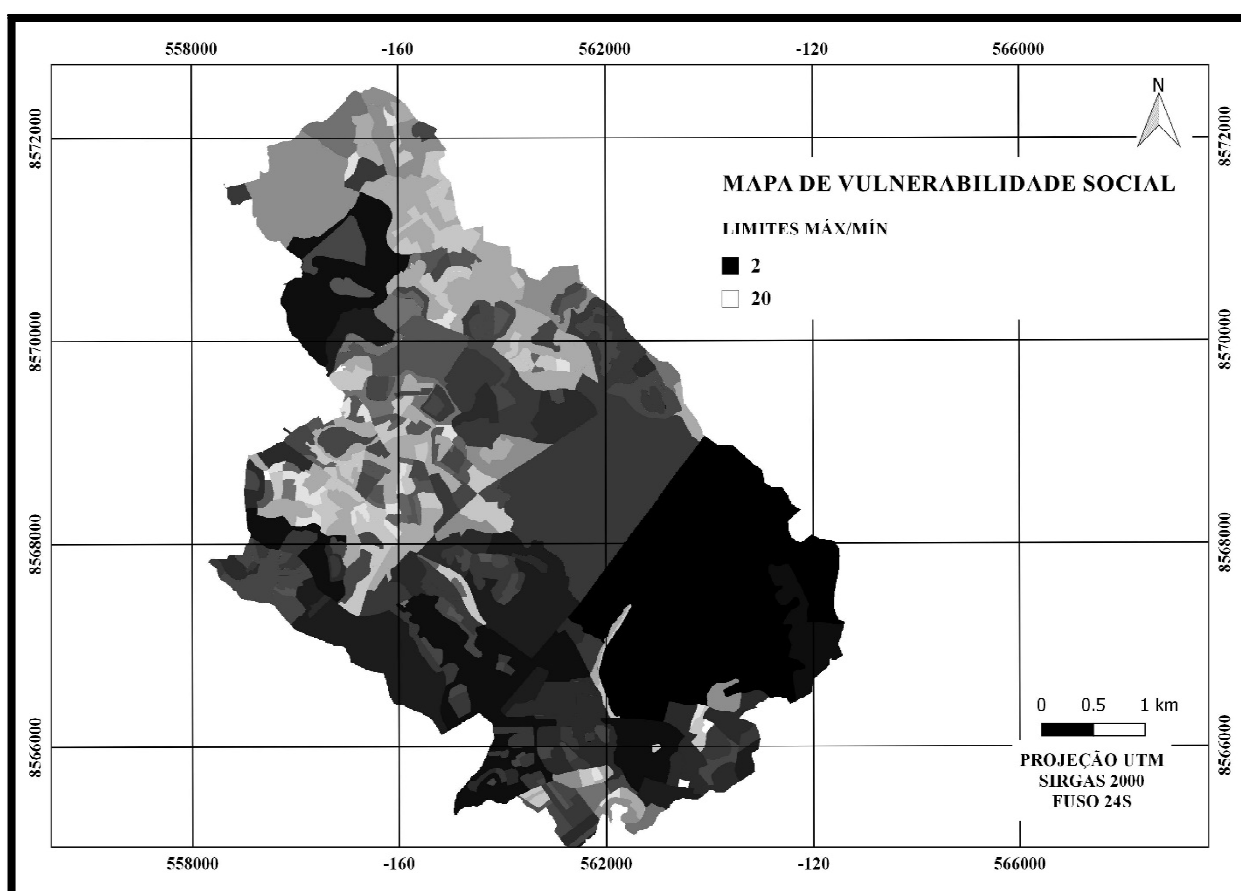 558000 -160 562000 -120 566000
N
8572000 8572000
MAPA DE VULNERABILIDADE SOCIAL
LIMITES MÁX/MÍN
2
20
8570000 8570000
8568000 8568000
0 0.5 1 km
8566000 8566000
PROJEÇÃO UTM
SIRGAS 2000
FUSO 24S
558000 -160 562000 -120 566000